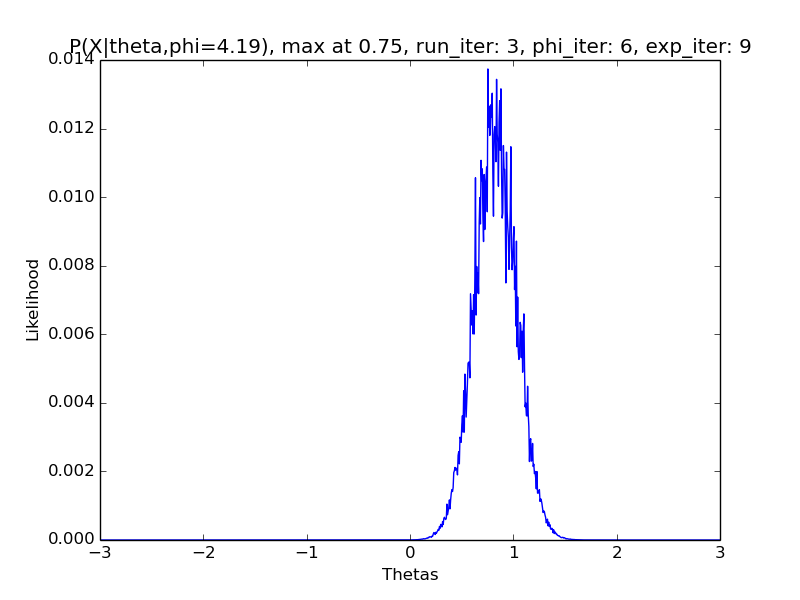 P(X|theta,phi=4.19), max at 0.75, run_iter: 3, phi_iter: 6, exp_iter: 9
0.014
0.012
0.010
0.008
0.006
0.004
0.002
0.000
Likelihood
−3 −2 −1 0 1 2 3
Thetas